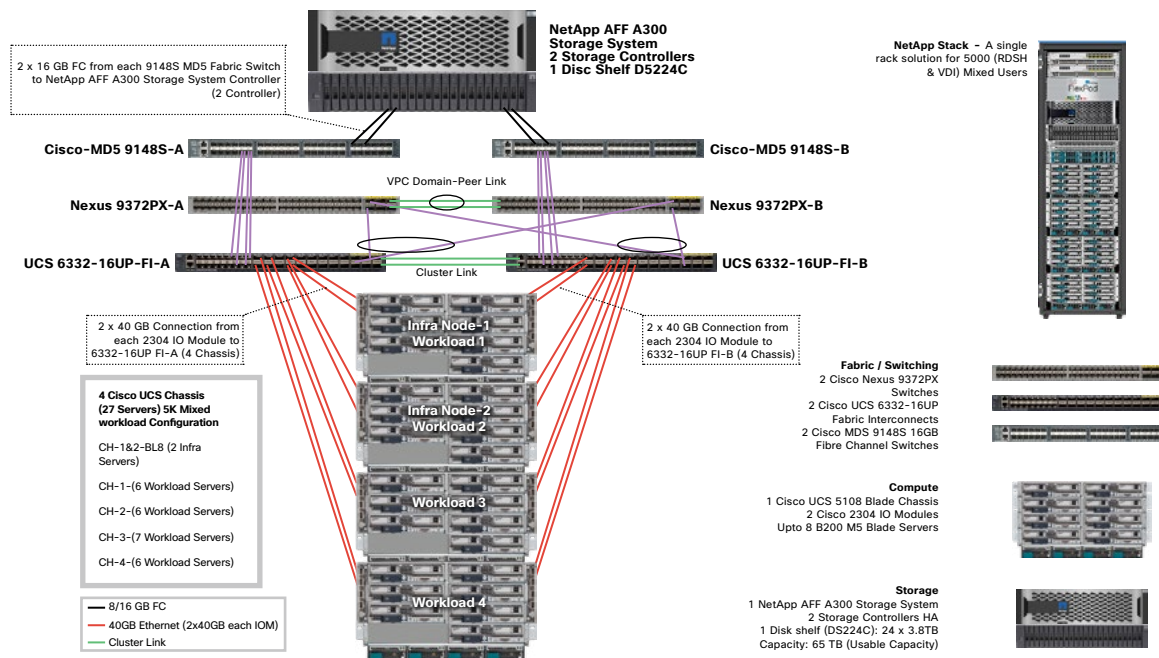 NetApp AFF A300
Storage System
2 Storage Controllers
1 Disc Shelf D5224C
2 x 16 GB FC from each 9148S MD5 Fabric Switch
to NetApp AFF A300 Storage System Controller
(2 Controller)
NetApp Stack - A single
rack solution for 5000 (RDSH
& VDI) Mixed Users
FlexPod
Cisco-MD5 9148S-A
Cisco-MD5 9148S-B
VPC Domain-Peer Link
Nexus 9372PX-A
Nexus 9372PX-B
UCS 6332-16UP-FI-A
UCS 6332-16UP-FI-B
Cluster Link
2 x 40 GB Connection from
each 2304 IO Module to
6332-16UP FI-A (4 Chassis)
2 x 40 GB Connection from
each 2304 IO Module to
6332-16UP FI-B (4 Chassis)
Infra Node-1
Workload 1
Infra Node-2
Workload 2
Workload 3
Workload 4
4 Cisco UCS Chassis
(27 Servers) 5K Mixed
workload Configuration
CH-1&2-BL8 (2 Infra
Servers)
CH-1-(6 Workload Servers)
CH-2-(6 Workload Servers)
CH-3-(7 Workload Servers)
CH-4-(6 Workload Servers)
8/16 GB FC
40GB Ethernet (2x40GB each IOM)
Cluster Link
Fabric / Switching
2 Cisco Nexus 9372PX
Switches
2 Cisco UCS 6332-16UP
Fabric Interconnects
2 Cisco MDS 9148S 16GB
Fibre Channel Switches
Compute
1 Cisco UCS 5108 Blade Chassis
2 Cisco 2304 IO Modules
Upto 8 B200 M5 Blade Servers
Storage
1 NetApp AFF A300 Storage System
2 Storage Controllers HA
1 Disk shelf (DS224C): 24 x 3.8TB
Capacity: 65 TB (Usable Capacity)